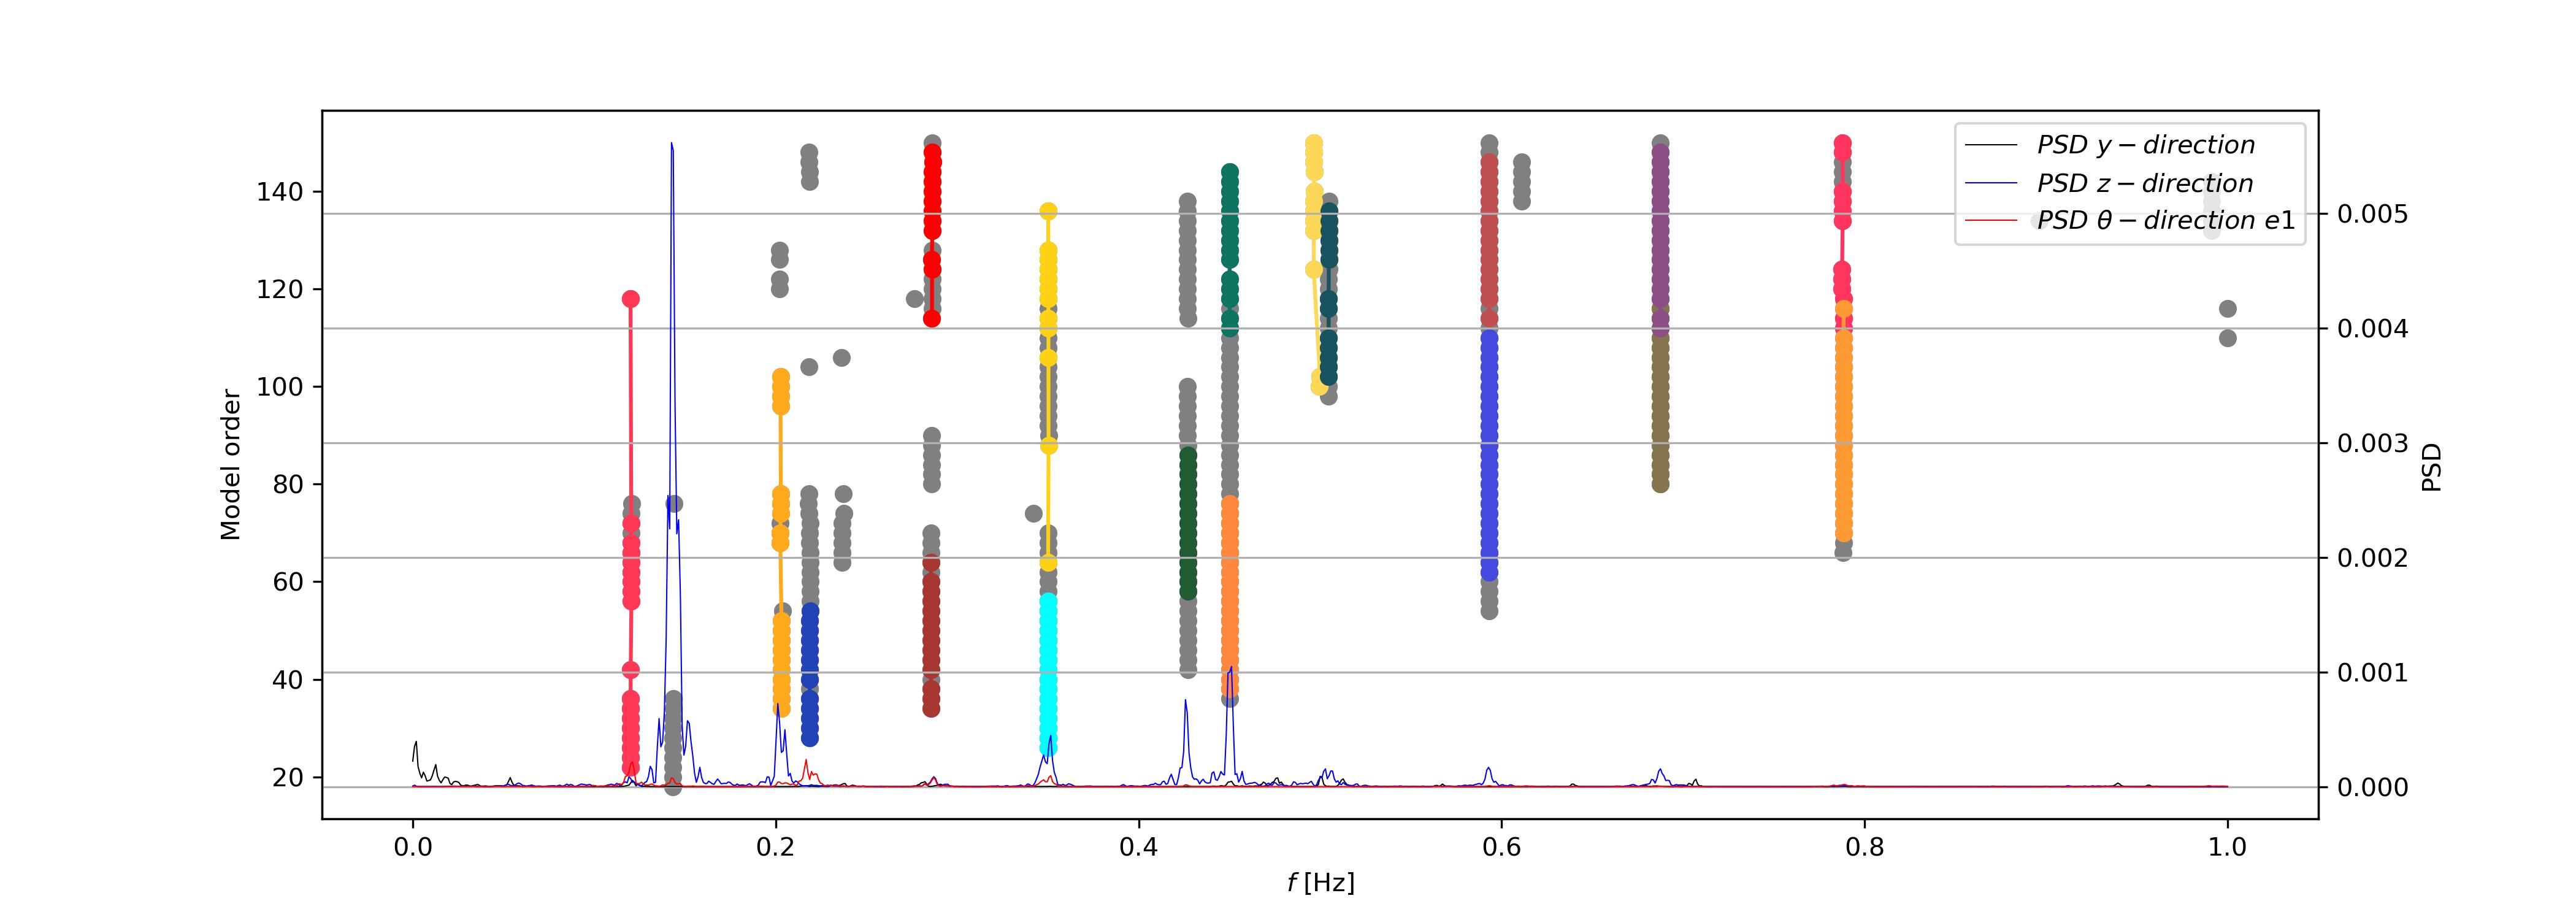 PSD y − direction
PSD z − direction
PSD θ − direction e1
140
120
100
80
60
40
20
Model order
0.005
0.004
0.003
0.002
0.001
0.000
PSD
0.0 0.2 0.4 0.6 0.8 1.0
f [Hz]